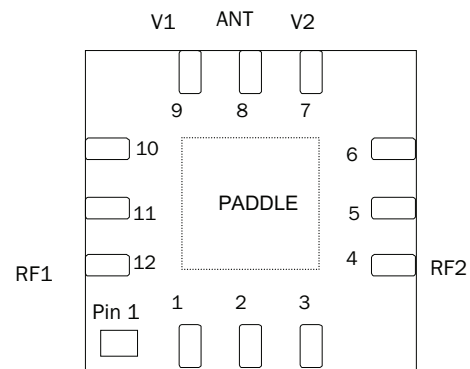 V1 ANT V2
9 8 7
10 6
PADDLE
11 5
12 4
RF1 RF2
Pin 1 1 2 3